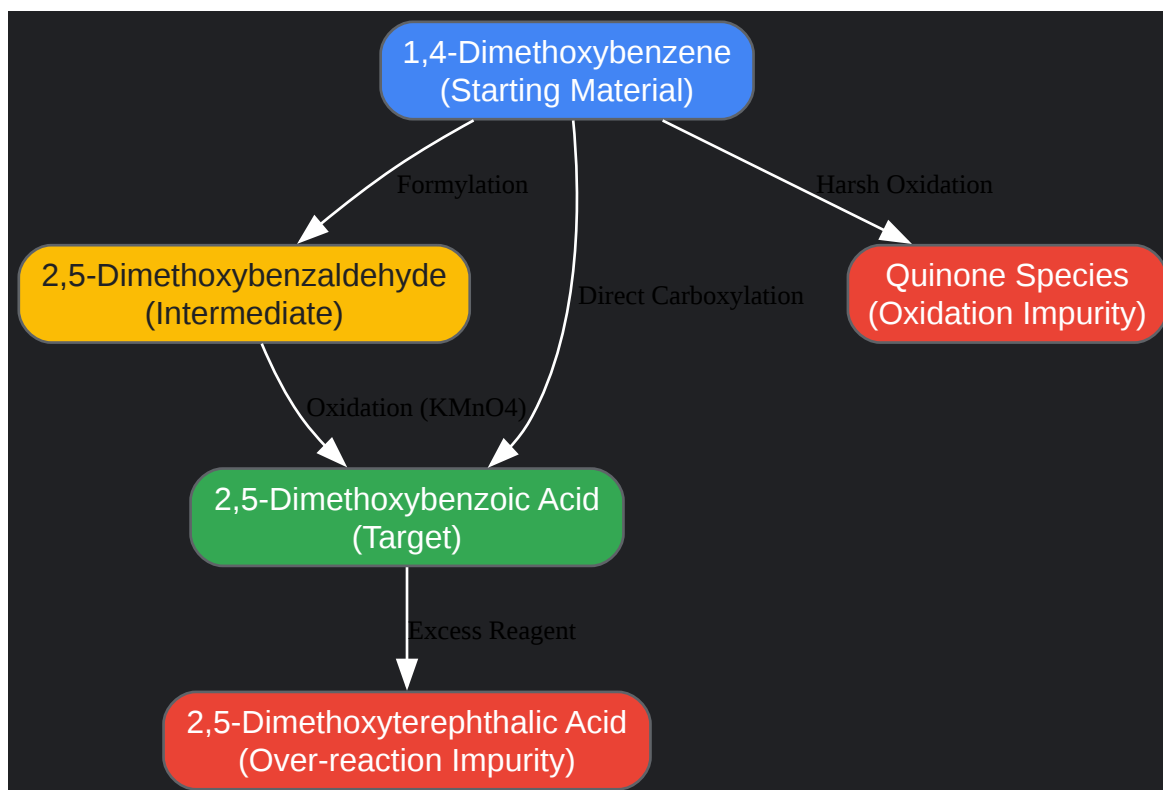 1,4-Dimethoxybenzene
(Starting Material)
Formylation
Harsh Oxidation
2,5-Dimethoxybenzaldehyde
(Intermediate)
Direct Carboxylation
Quinone Species
(Oxidation Impurity)
Oxidation (KMnO4)
2,5-Dimethoxybenzoic Acid
(Target)
Excess Reagent
2,5-Dimethoxyterephthalic Acid
(Over-reaction Impurity)